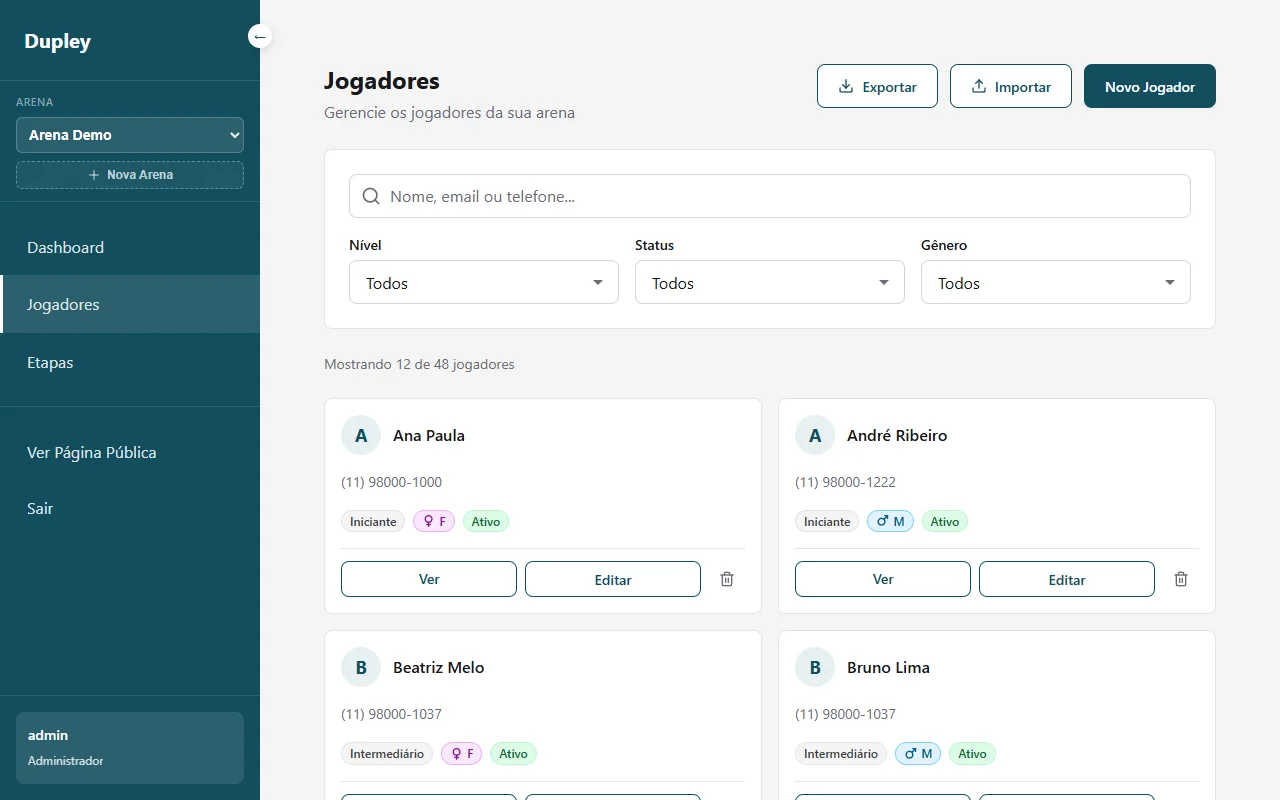 Dupley
←
ARENA
Arena Demo
+ Nova Arena
Dashboard
Jogadores
Etapas
Ver Página Pública
Sair
admin
Administrador
Jogadores
Gerencie os jogadores da sua arena
Exportar
Importar
Novo Jogador
Nome, email ou telefone...
Nível
Status
Gênero
Todos
Todos
Todos
Mostrando 12 de 48 jogadores
A
Ana Paula
(11) 98000-1000
Iniciante
♀ F
Ativo
Ver
Editar
A
André Ribeiro
(11) 98000-1222
Iniciante
♂ M
Ativo
Ver
Editar
B
Beatriz Melo
(11) 98000-1037
Intermediário
♀ F
Ativo
B
Bruno Lima
(11) 98000-1037
Intermediário
♂ M
Ativo